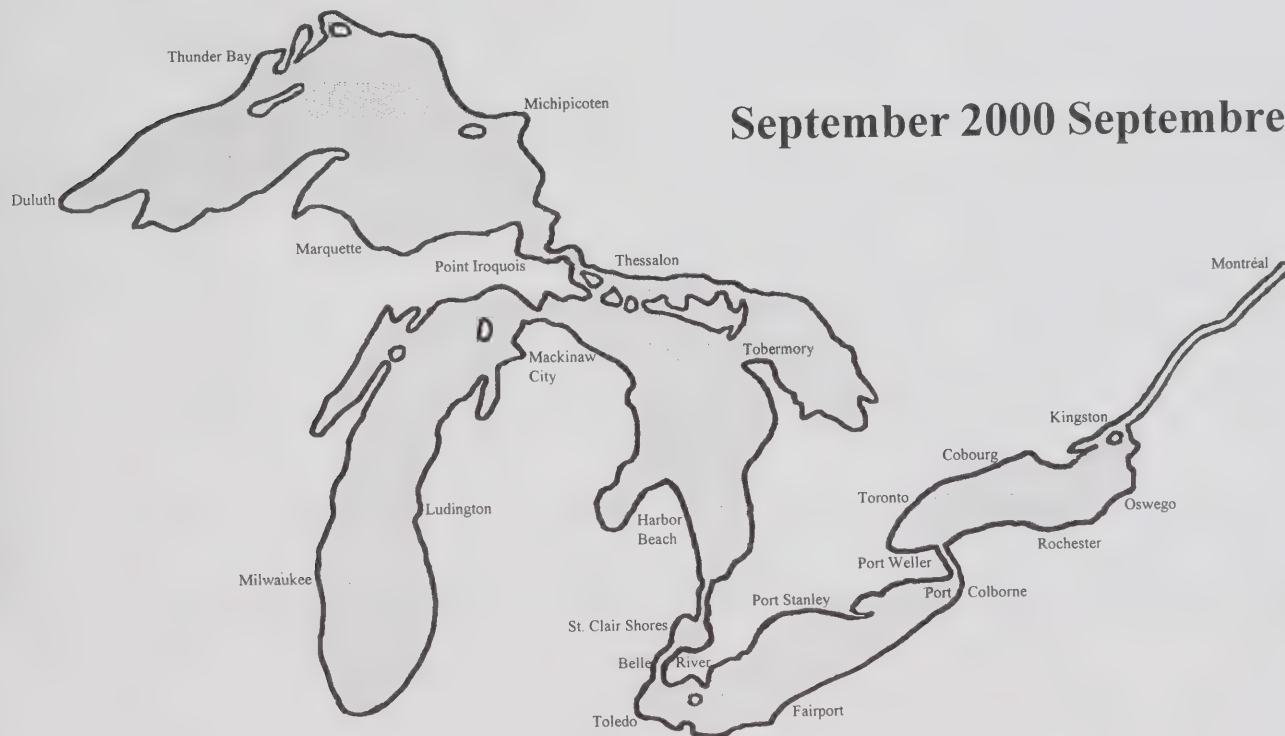 Thunder Bay
Michipicoten
September 2000 Septembre
Duluth
Marquette
Point Iroquois
Thessalon
Montréal
Mackinaw
City
Tobermory
Kingston
Cobourg
Toronto
Oswego
Ludington
Harbor
Beach
Rochester
Port Weller
Milwaukee
Port Colborne
Port Stanley
St. Clair Shores
Belle River
Toledo
Fairport